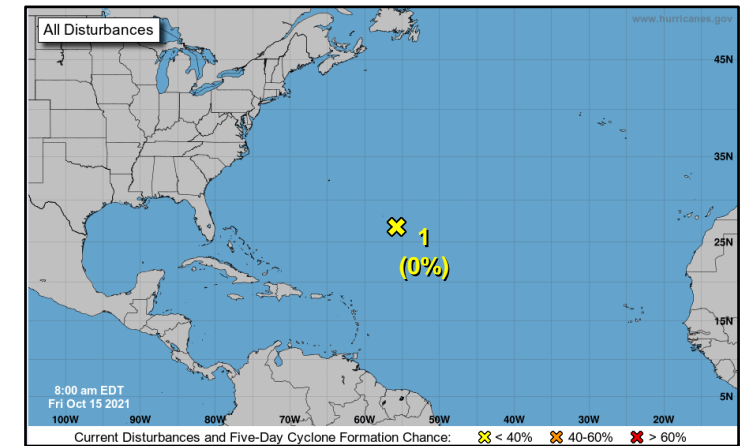 All Disturbances
www.hurricanes.gov
45N
35N
1
25N
(0%)
15N
8:00 am EDT
Fri Oct 15 2021
5N
100W 90W 80W 70W 60W 50W 40W 30W 20W
Current Disturbances and Five-Day Cyclone Formation Chance: < 40% 40-60% > 60%